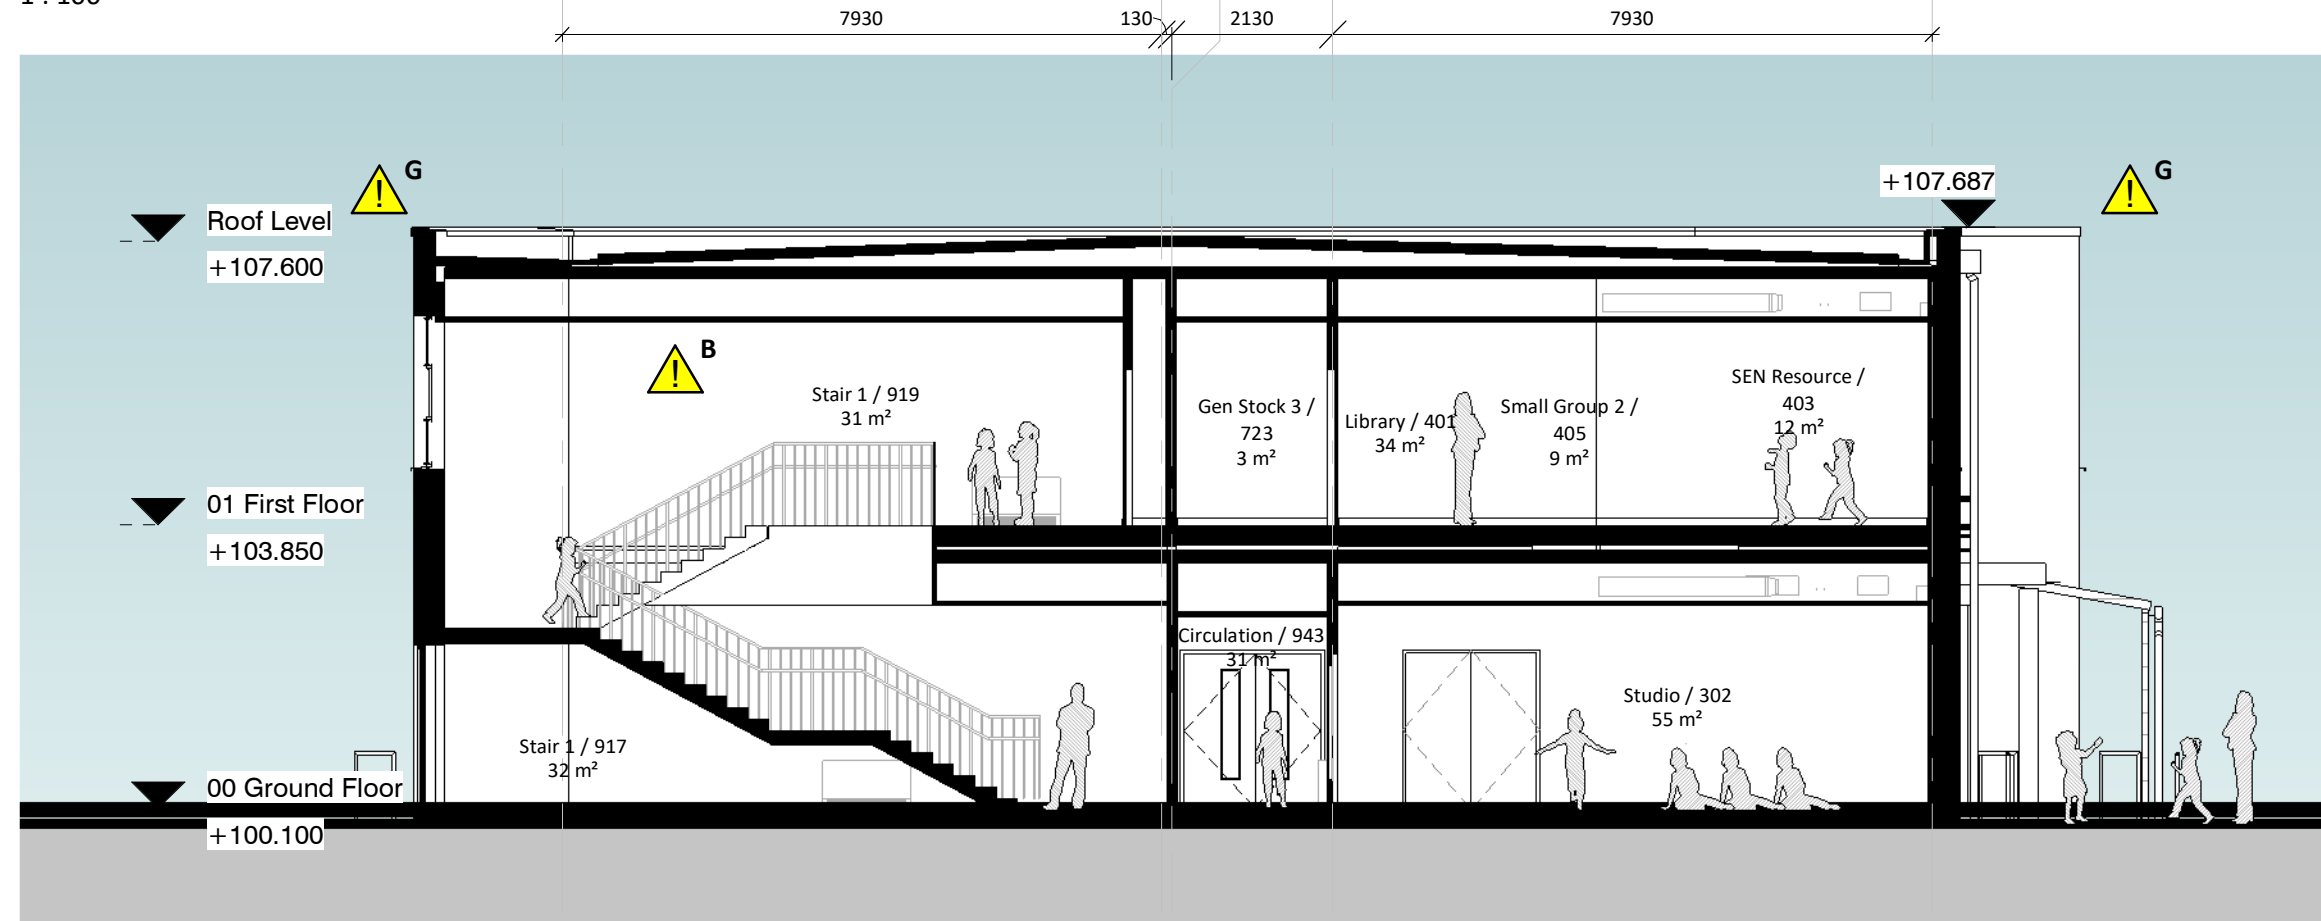 7930
130
2130
7930
G
G
+107.687
Roof Level
+107.600
B
Stair 1 / 919
31 m²
Gen Stock 3 /
723
3 m²
Library / 401
34 m²
Small Group 2 /
405
9 m²
SEN Resource /
403
12 m²
01 First Floor
+103.850
Circulation / 943
31 m²
Studio / 302
55 m²
Stair 1 / 917
32 m²
00 Ground Floor
+100.100